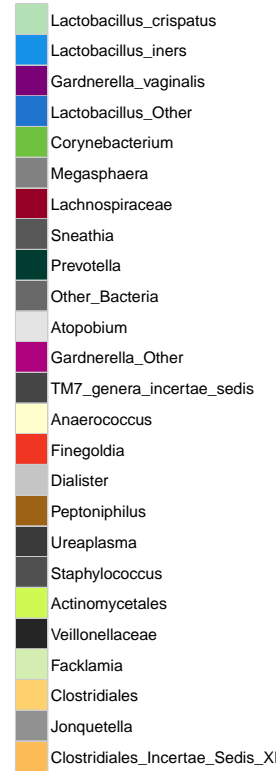 Lactobacillus_crispatus
Lactobacillus_iners
Gardnerella_vaginalis
Lactobacillus_Other
Corynebacterium
Megasphaera
Lachnospiraceae
Sneathia
Prevotella
Other_Bacteria
Atopobium
Gardnerella_Other
TM7_genera_incertae_sedis
Anaerococcus
Finegoldia
Dialister
Peptoniphilus
Ureaplasma
Staphylococcus
Actinomycetales
Veillonellaceae
Facklamia
Clostridiales
Jonquetella
Clostridiales_Incertae_Sedis_XI